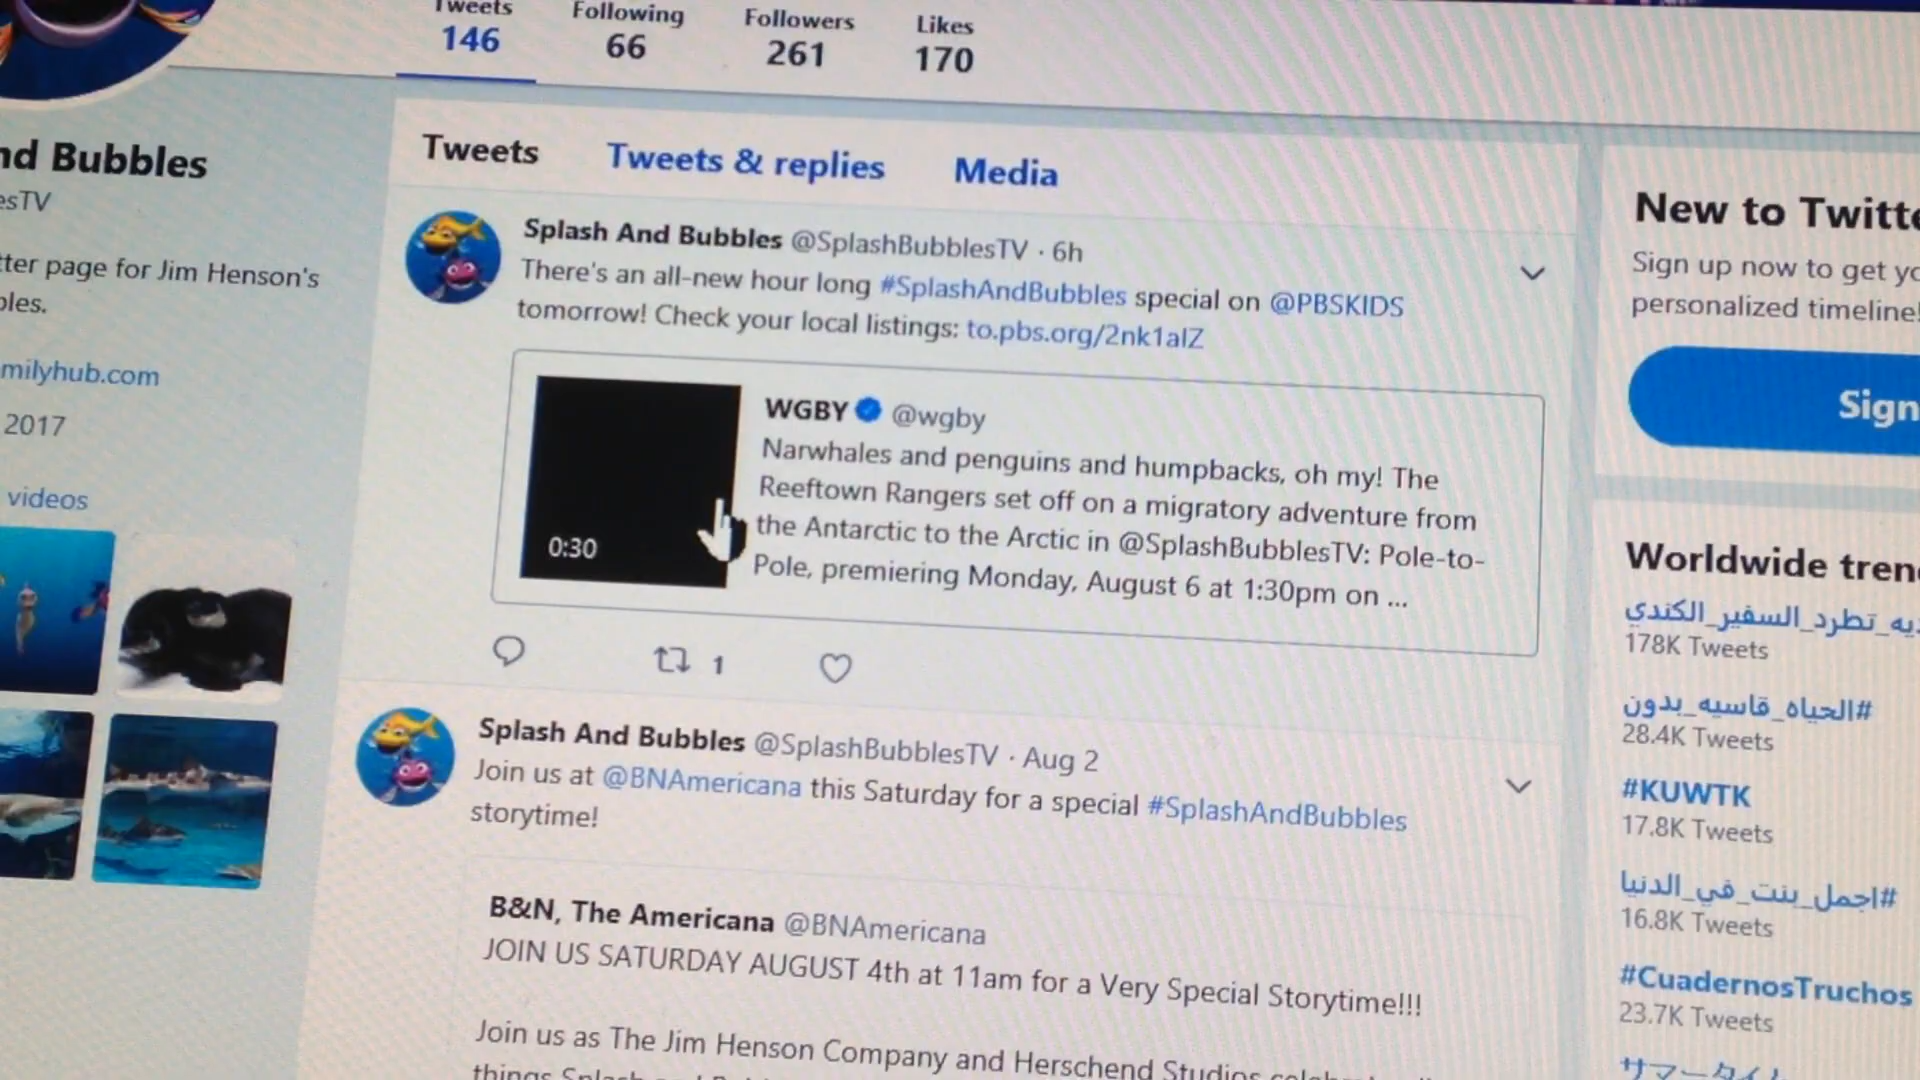 Tweets
146
Following
66
Followers
261
Likes
170
nd Bubbles
esTV
tter page for Jim Henson's
bles.
milyhub.com
2017
videos
Tweets
Tweets & replies
Media
Splash And Bubbles @SplashBubblesTV · 6h
There's an all-new hour long #SplashAndBubbles special on @PBSKIDS
tomorrow! Check your local listings: to.pbs.org/2nk1alZ
0:30
WGBY @wgby
Narwhales and penguins and humpbacks, oh my! The
Reeftown Rangers set off on a migratory adventure from
the Antarctic to the Arctic in @SplashBubblesTV: Pole-to-
Pole, premiering Monday, August 6 at 1:30pm on ...
1
Splash And Bubbles @SplashBubblesTV · Aug 2
Join us at @BNAmericana this Saturday for a special #SplashAndBubbles
storytime!
B&N, The Americana @BNAmericana
JOIN US SATURDAY AUGUST 4th at 11am for a Very Special Storytime!!!
Join us as The Jim Henson Company and Herschend Studios
things
New to Twitte
Sign up now to get yo
personalized timeline!
Sign
Worldwide tren
يه_تطرد_السفير_الكندي
178K Tweets
#الحياه_قاسيه_بدون
28.4K Tweets
#KUWTK
17.8K Tweets
#اجمل_بنت_في_الدنيا
16.8K Tweets
#CuadernosTruchos
23.7K Tweets